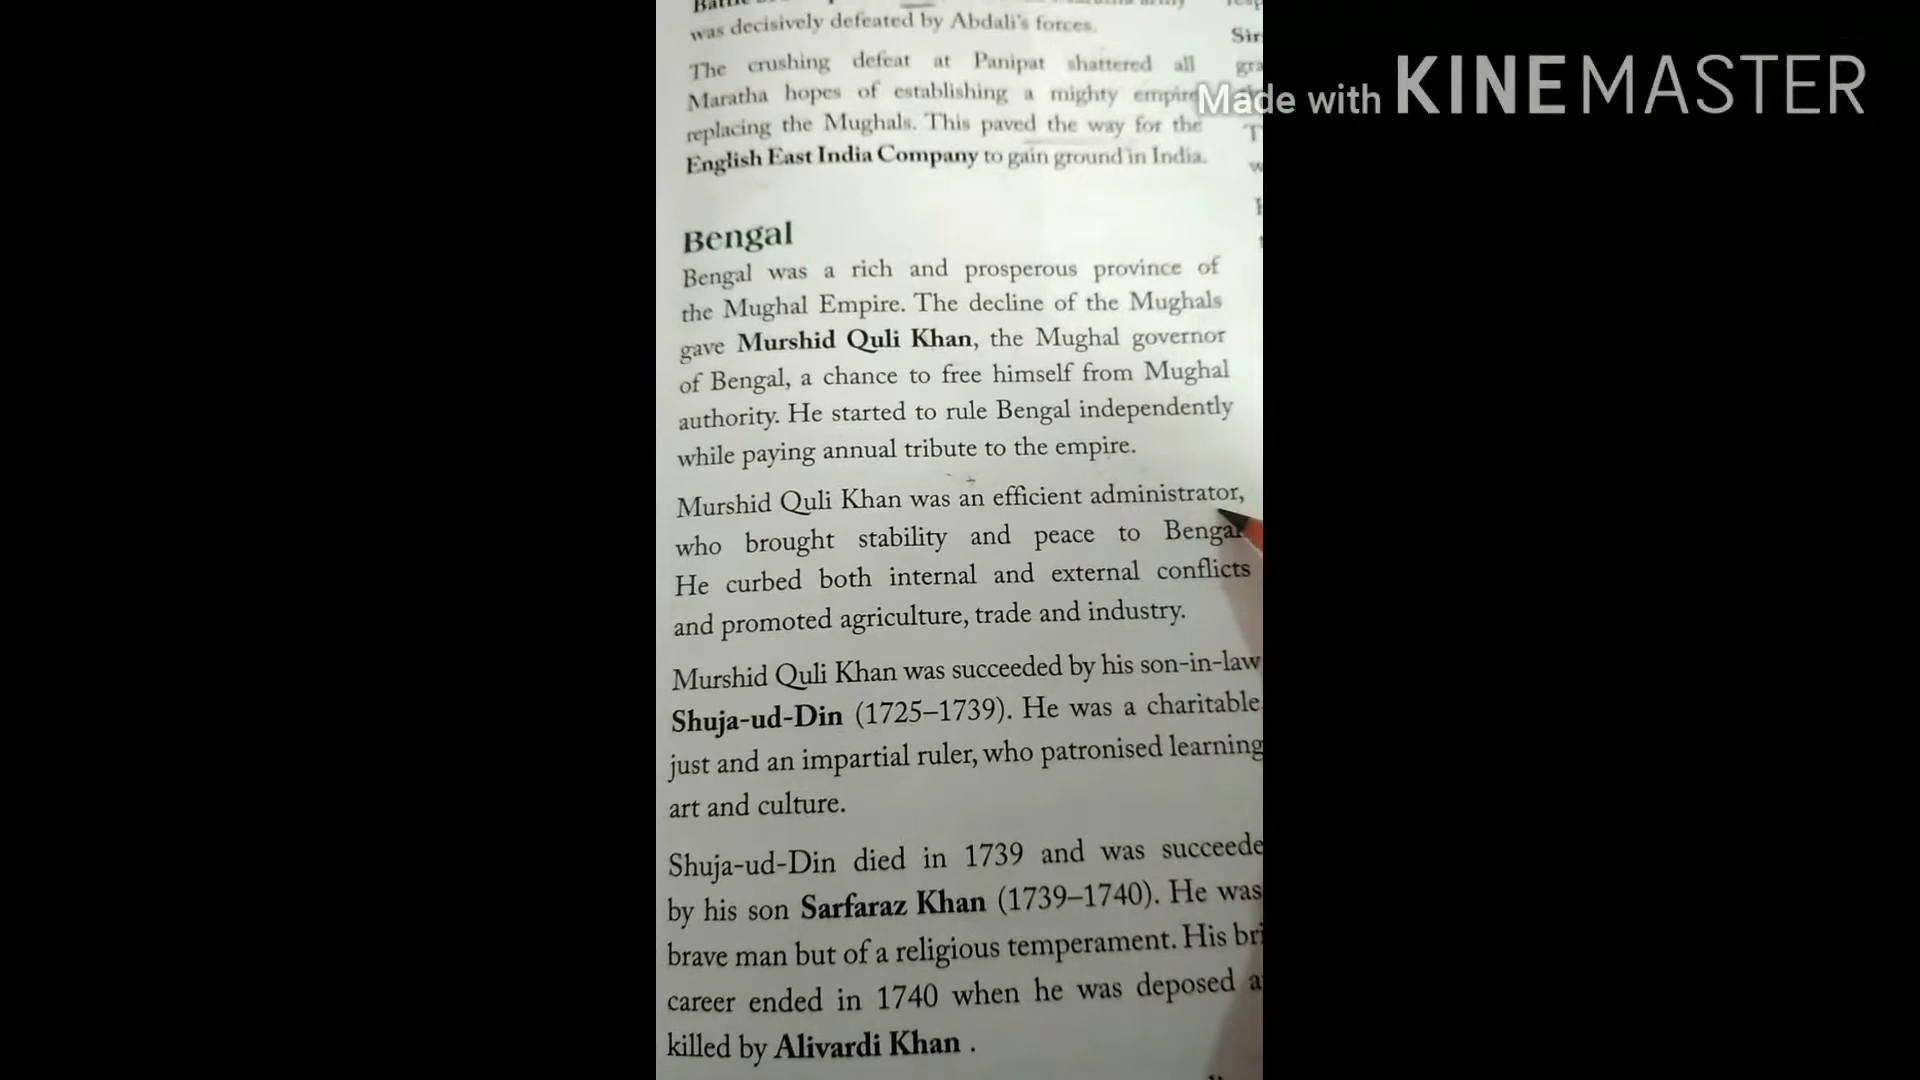 was decisively defeated by Abdali's forces.
The crushing defeat at Panipat shattered all
Maratha hopes of establishing a mighty empire
replacing the Mughals. This paved the way for the
English East India Company to gain ground in India.
Bengal
Bengal was a rich and prosperous province of
the Mughal Empire. The decline of the Mughals
gave Murshid Quli Khan, the Mughal governor
of Bengal, a chance to free himself from Mughal
authority. He started to rule Bengal independently
while paying annual tribute to the empire.
Murshid Quli Khan was an efficient administrator,
who brought stability and peace to Bengal
He curbed both internal and external conflicts
and promoted agriculture, trade and industry.
Murshid Quli Khan was succeeded by his son-in-law
Shuja-ud-Din (1725–1739). He was a charitable
just and an impartial ruler, who patronised learning
art and culture.
Shuja-ud-Din died in 1739 and was succeede
by his son Sarfaraz Khan (1739–1740). He was
brave man but of a religious temperament. His bri
career ended in 1740 when he was deposed a
killed by Alivardi Khan .
Sir
gra
Made with KINEMASTER